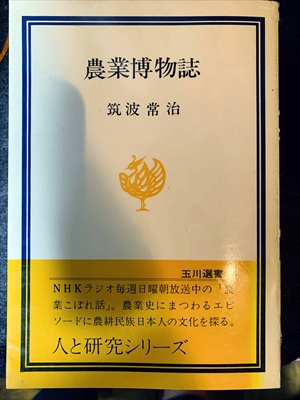 農業博物誌
筑波常治
玉川選書
NHKラジオ毎週日曜朝放送中の「農
業こぼれ話」。農業史にまつわるエピ
ソードに農耕民族日本人の文化を探る。
人と研究シリーズ